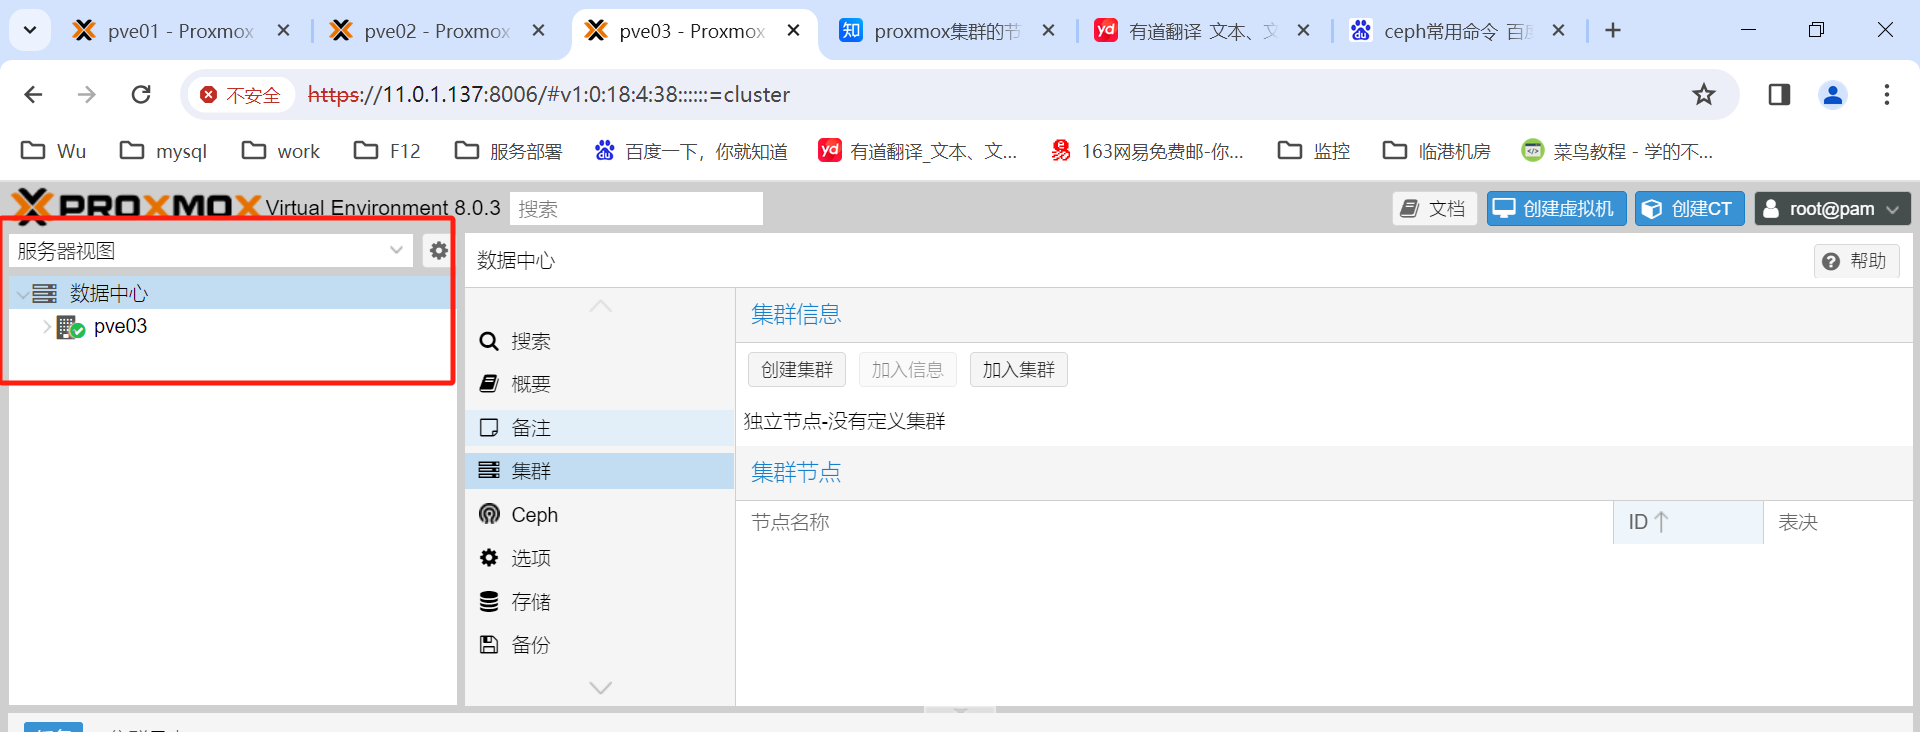 pve01 - Proxmox
pve02 - Proxmox
pve03 - Proxmox
知 proxmox集群的节
yd 有道翻译_文本、文
du ceph常用命令_百度
不安全 https://11.0.1.137:8006/#v1:0:18:4:38::::::=cluster
Wu mysql work F12 服务部署 百度一下，你就知道 yd 有道翻译_文本、文... 163网易免费邮-你... 监控 临港机房 菜鸟教程 - 学的不...
PROXMOX Virtual Environment 8.0.3 搜索 文档 创建虚拟机 创建CT root@pam
服务器视图
数据中心
pve03
数据中心 帮助
搜索
概要
备注
集群
Ceph
选项
存储
备份
集群信息
创建集群 加入信息 加入集群
独立节点-没有定义集群
集群节点
节点名称 ID 表决